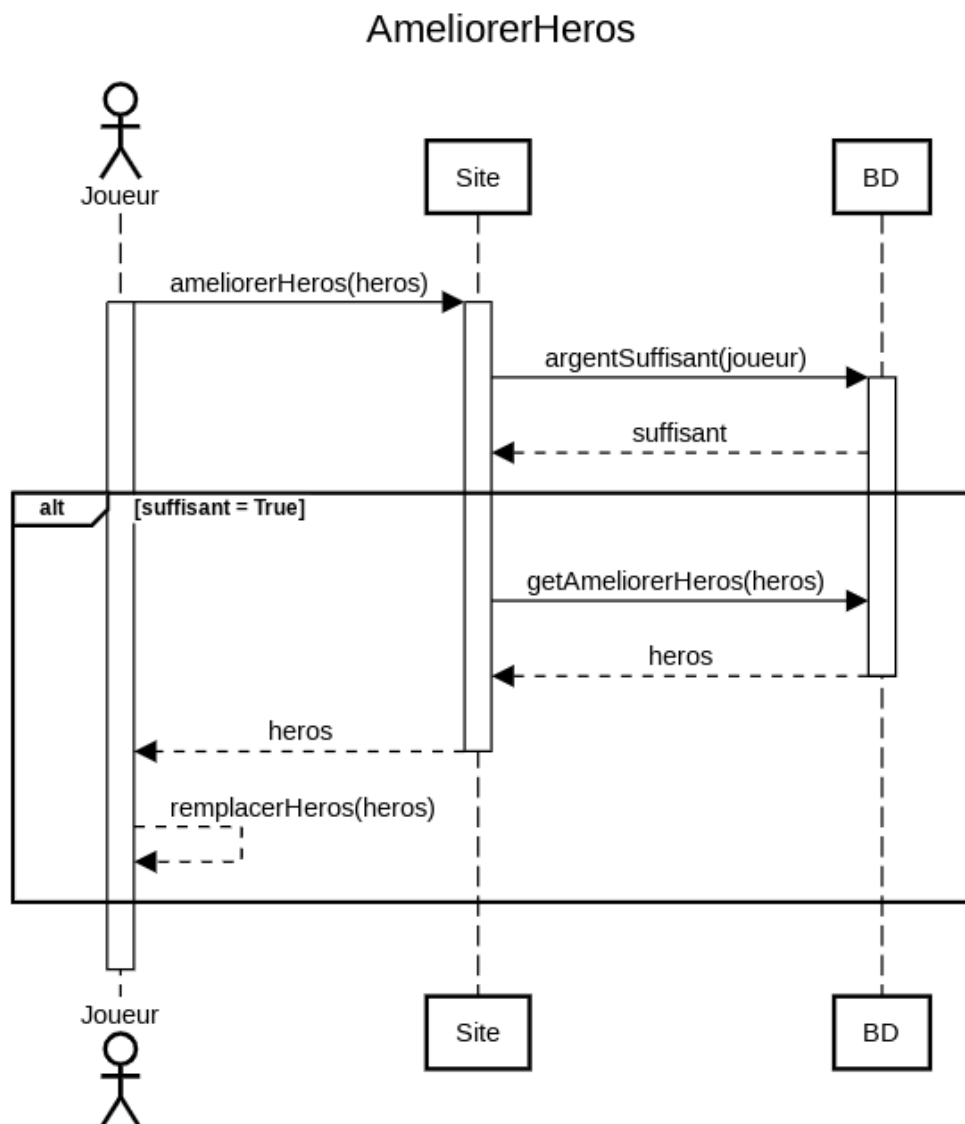 AmeliorerHeros
Joueur
Site
BD
ameliorerHeros(heros)
argentSuffisant(joueur)
suffisant
alt
[suffisant = True]
getAmeliorerHeros(heros)
heros
heros
remplacerHeros(heros)
Joueur
Site
BD